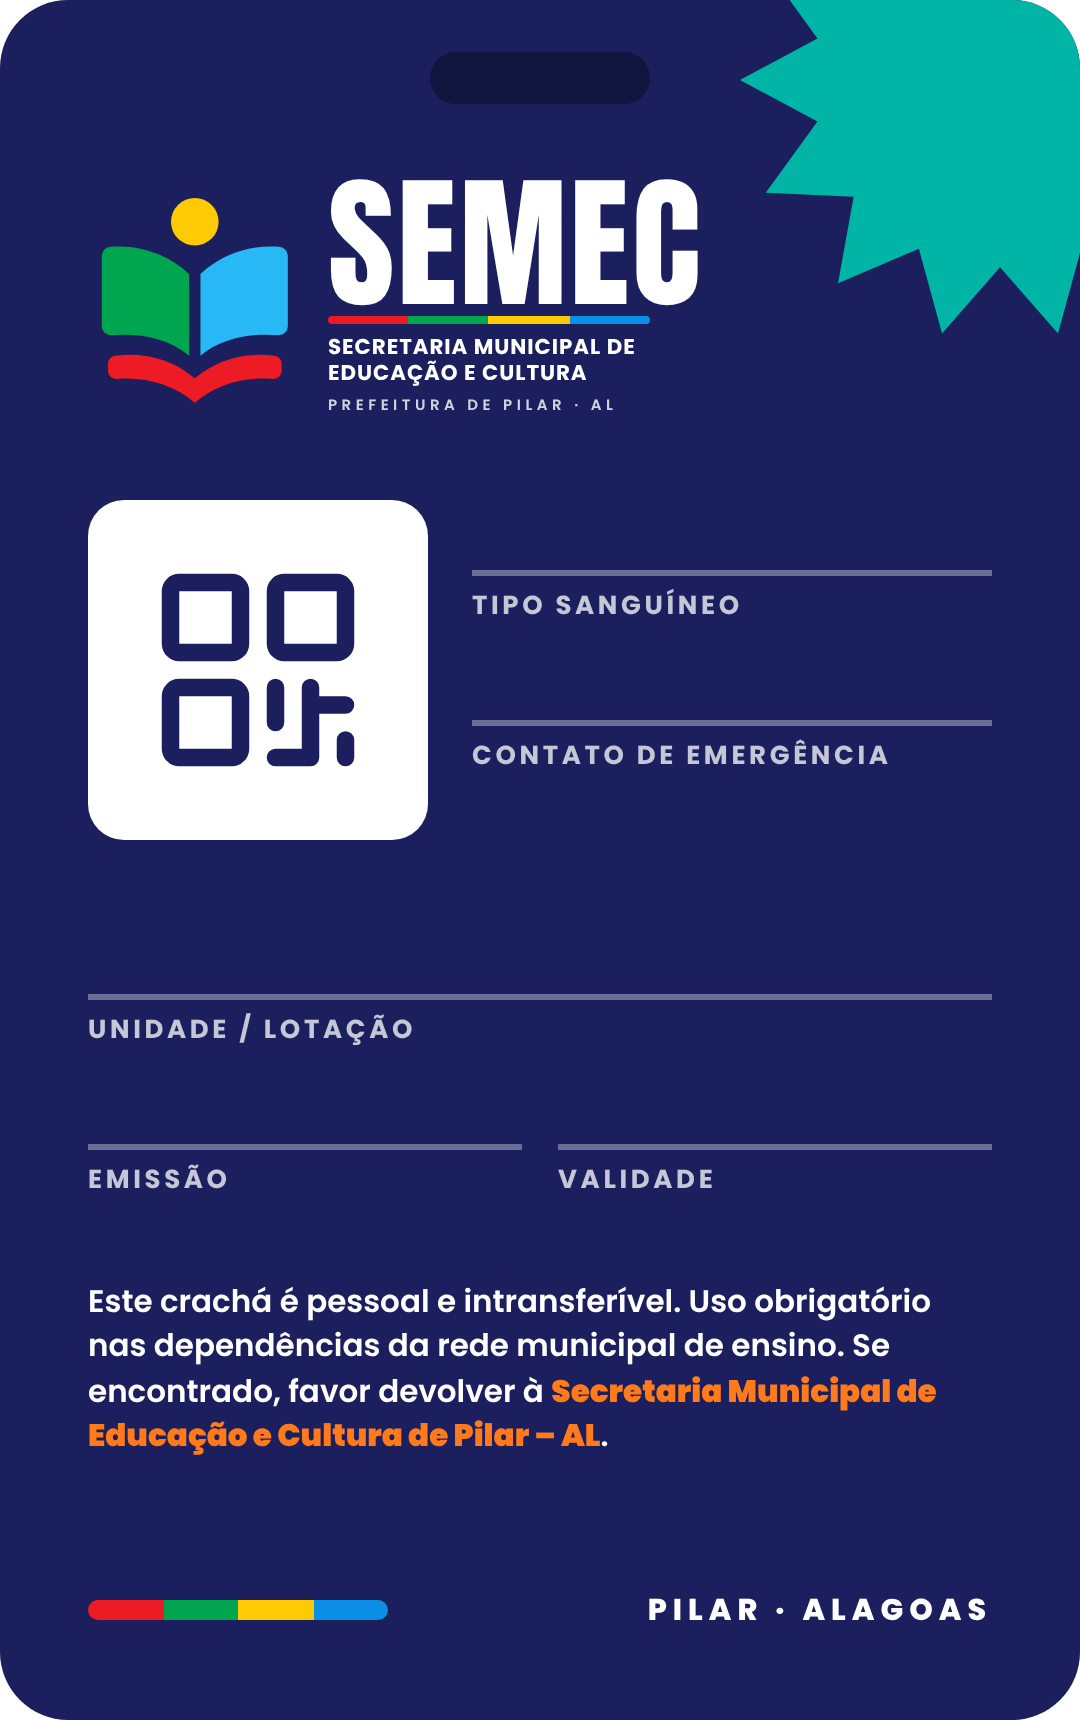 SEMEC
SECRETARIA MUNICIPAL DE
EDUCAÇÃO E CULTURA
PREFEITURA DE PILAR · AL
TIPO SANGUÍNEO
CONTATO DE EMERGÊNCIA
UNIDADE / LOTAÇÃO
EMISSÃO
VALIDADE
Este crachá é pessoal e intransferível. Uso obrigatório
nas dependências da rede municipal de ensino. Se
encontrado, favor devolver à Secretaria Municipal de
Educação e Cultura de Pilar – AL.
PILAR · ALAGOAS